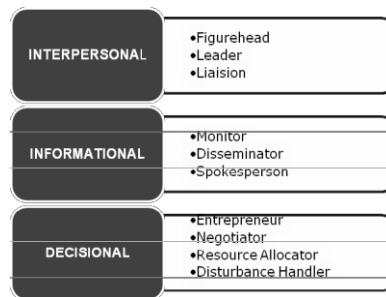 INTERPERSONAL
•Figurehead
•Leader
•Liaision
INFORMATIONAL
•Monitor
•Disseminator
•Spokesperson
DECISIONAL
•Entrepreneur
•Negotiator
•Resource Allocator
•Disturbance Handler